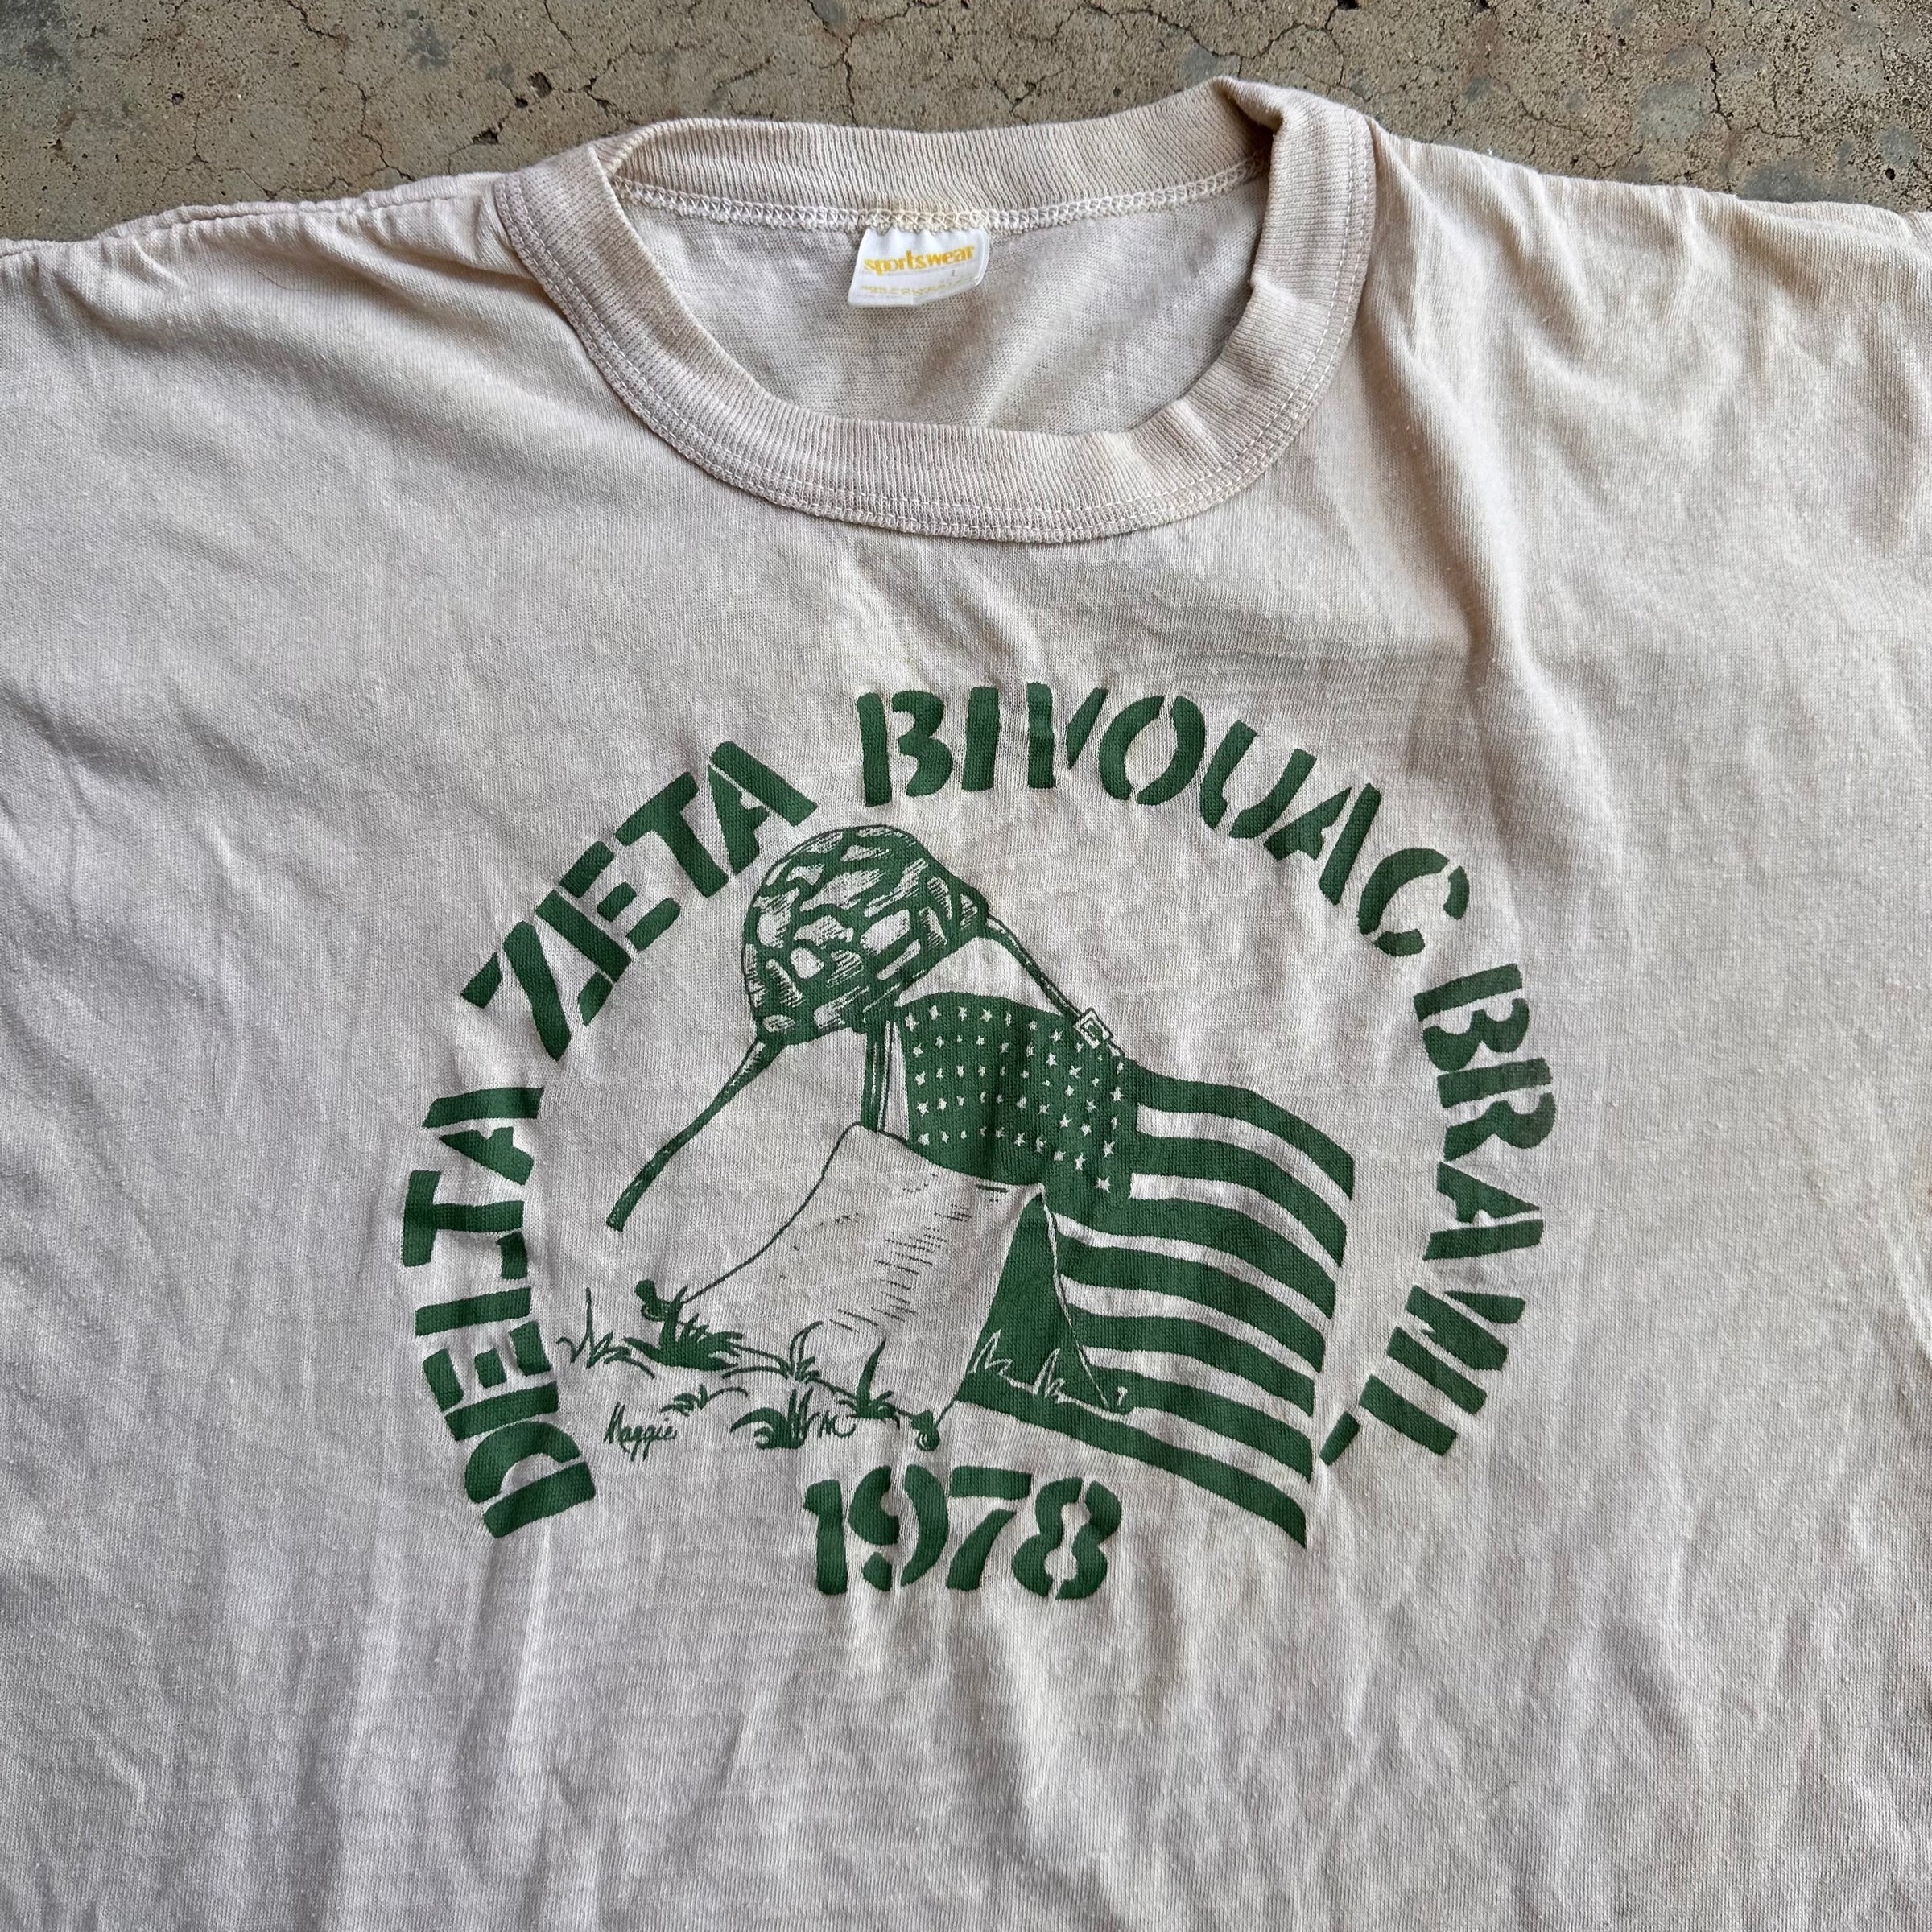 sportswear
DELTA ZETA BIVOUAC BRAWL
Maggie
1978